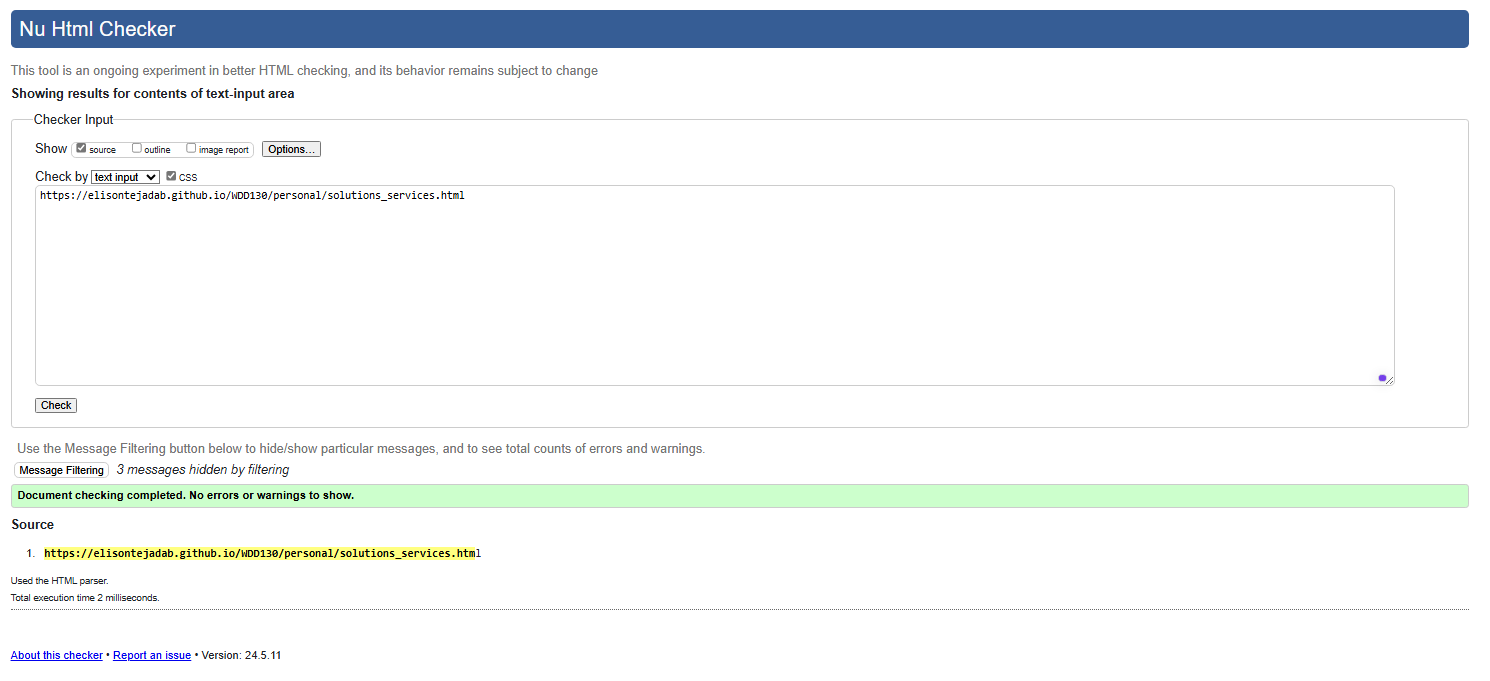 Nu Html Checker
This tool is an ongoing experiment in better HTML checking, and its behavior remains subject to change
Showing results for contents of text-input area
Checker Input
Show source outline image report Options...
Check by text input css
https://elisontejadab.github.io/WDD130/personal/solutions_services.html
Check
Use the Message Filtering button below to hide/show particular messages, and to see total counts of errors and warnings.
Message Filtering 3 messages hidden by filtering
Document checking completed. No errors or warnings to show.
Source
1. https://elisontejadab.github.io/WDD130/personal/solutions_services.html
Used the HTML parser.
Total execution time 2 milliseconds.
About this checker • Report an issue • Version: 24.5.11